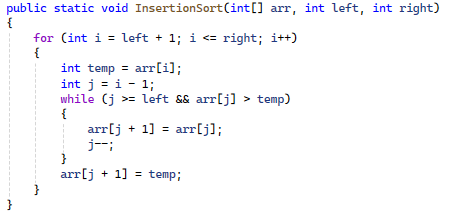 public static void InsertionSort(int[] arr, int left, int right)
{
    for (int i = left + 1; i <= right; i++)
    {
        int temp = arr[i];
        int j = i - 1;
        while (j >= left && arr[j] > temp)
        {
            arr[j + 1] = arr[j];
            j--;
        }
        arr[j + 1] = temp;
    }
}